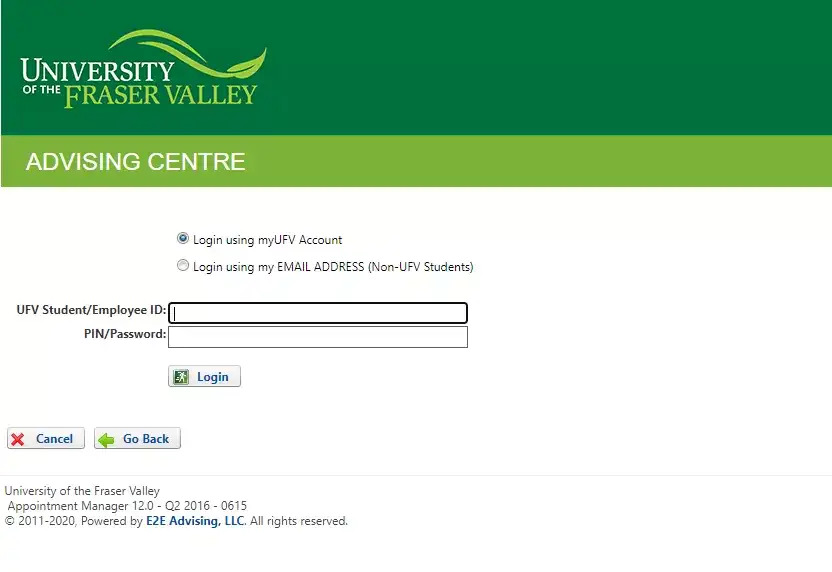 UNIVERSITY
OF THE FRASER VALLEY
ADVISING CENTRE
Login using myUFV Account
Login using my EMAIL ADDRESS (Non-UFV Students)
UFV Student/Employee ID:
PIN/Password:
Login
Cancel Go Back
University of the Fraser Valley
Appointment Manager 12.0 - Q2 2016 - 0615
© 2011-2020, Powered by E2E Advising, LLC. All rights reserved.